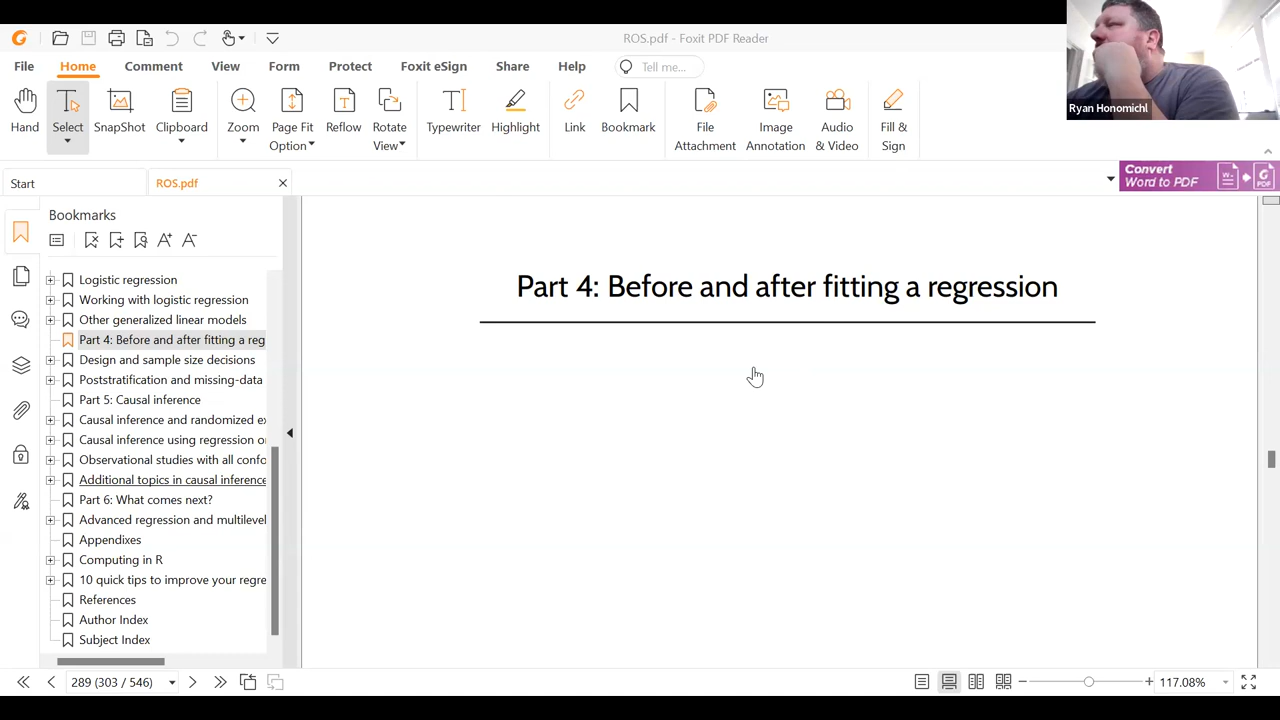 ROS.pdf - Foxit PDF Reader
File Home Comment View Form Protect Foxit eSign Share Help Tell me...
Ryan Honomichl
Hand
Select
SnapShot
Clipboard
Zoom
Page Fit
Option
Reflow
Rotate
View
Typewriter
Highlight
Link
Bookmark
File
Attachment
Image
Annotation
Audio
& Video
Fill &
Sign
Start
ROS.pdf
Convert
Word to PDF
Bookmarks
Logistic regression
Working with logistic regression
Other generalized linear models
Part 4: Before and after fitting a reg
Design and sample size decisions
Poststratification and missing-data
Part 5: Causal inference
Causal inference and randomized ex
Causal inference using regression o
Observational studies with all confo
Additional topics in causal inference
Part 6: What comes next?
Advanced regression and multilevel
Appendixes
Computing in R
10 quick tips to improve your regre
References
Author Index
Subject Index
Part 4: Before and after fitting a regression
289 (303 / 546)
117.08%